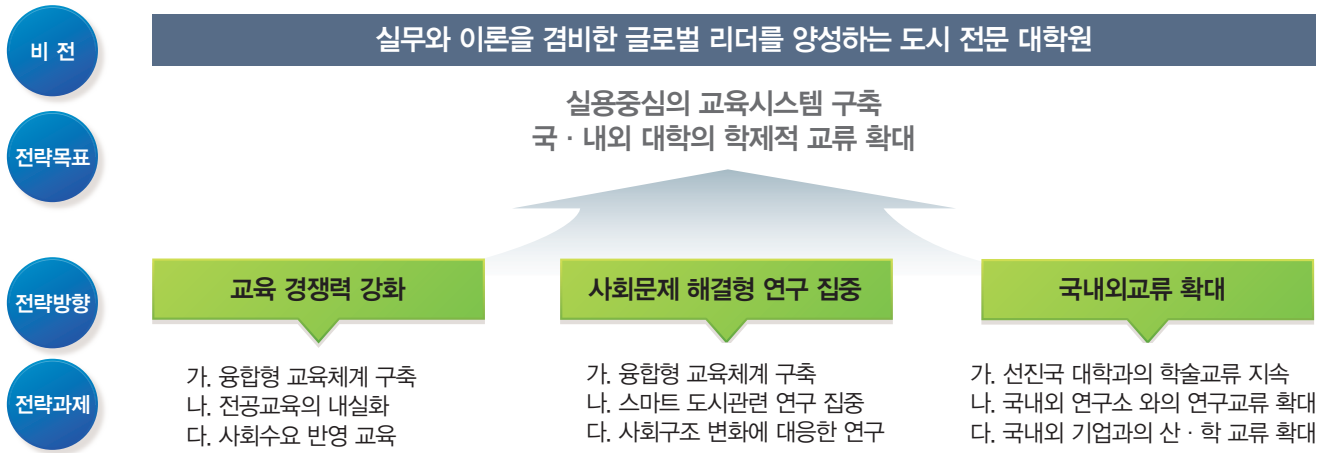 비 전
실무와 이론을 겸비한 글로벌 리더를 양성하는 도시 전문 대학원
전략목표
실용중심의 교육시스템 구축
국 · 내외 대학의 학제적 교류 확대
전략방향
교육 경쟁력 강화
사회문제 해결형 연구 집중
국내외교류 확대
전략과제
가. 융합형 교육체계 구축
나. 전공교육의 내실화
다. 사회수요 반영 교육
가. 융합형 교육체계 구축
나. 스마트 도시관련 연구 집중
다. 사회구조 변화에 대응한 연구
가. 선진국 대학과의 학술교류 지속
나. 국내외 연구소 와의 연구교류 확대
다. 국내외 기업과의 산 · 학 교류 확대